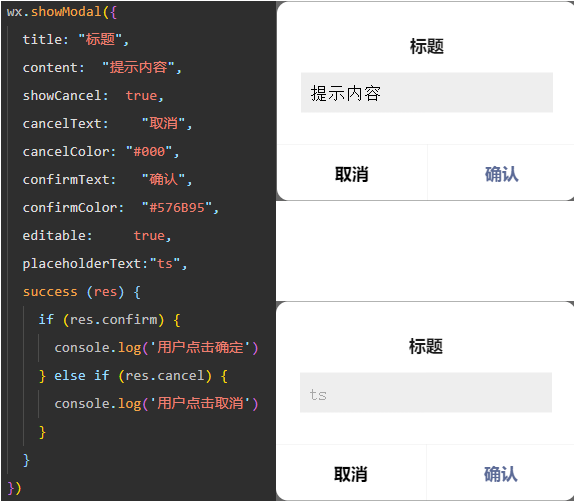 wx.showModal({
title: "标题",
content:  "提示内容",
showCancel:  true,
cancelText:    "取消",
cancelColor: "#000",
confirmText:   "确认",
confirmColor:  "#576B95",
editable:     true,
placeholderText:"ts",
success (res) {
if (res.confirm) {
console.log('用户点击确定')
} else if (res.cancel) {
console.log('用户点击取消')
}
}
})
标题
提示内容
取消 确认
标题
ts
取消 确认